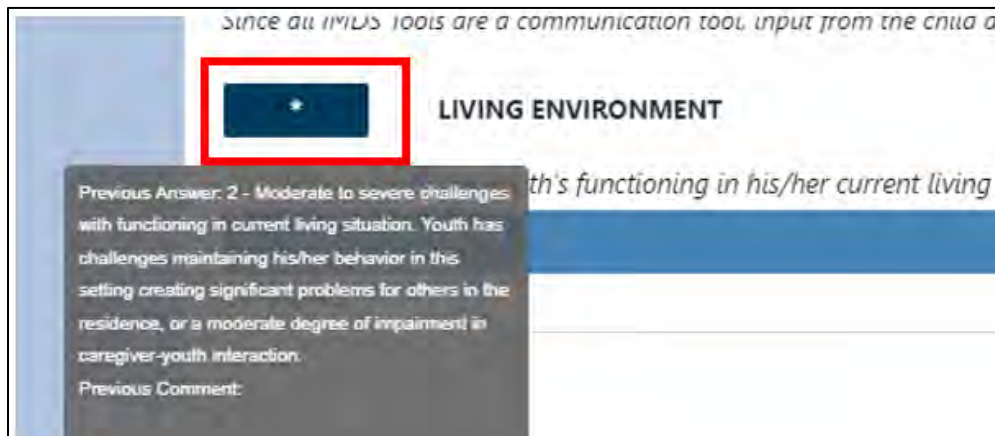 Since all IMDS Tools are a communication tool, input from the child a
*
LIVING ENVIRONMENT
th's functioning in his/her current living
Previous Answer: 2 - Moderate to severe challenges
with functioning in current living situation. Youth has
challenges maintaining his/her behavior in this
setting creating significant problems for others in the
residence, or a moderate degree of impairment in
caregiver-youth interaction.
Previous Comment: